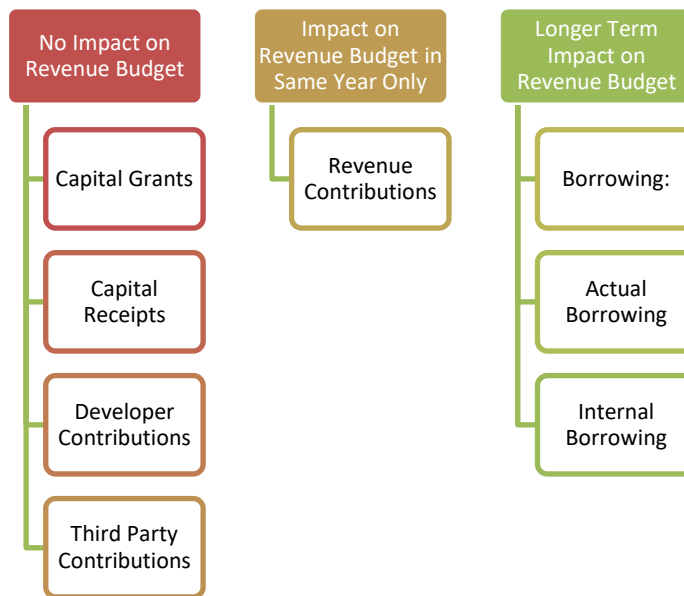 No Impact on
Revenue Budget
Capital Grants
Capital
Receipts
Developer
Contributions
Third Party
Contributions
Impact on
Revenue Budget in
Same Year Only
Revenue
Contributions
Longer Term
Impact on
Revenue Budget
Borrowing:
Actual
Borrowing
Internal
Borrowing